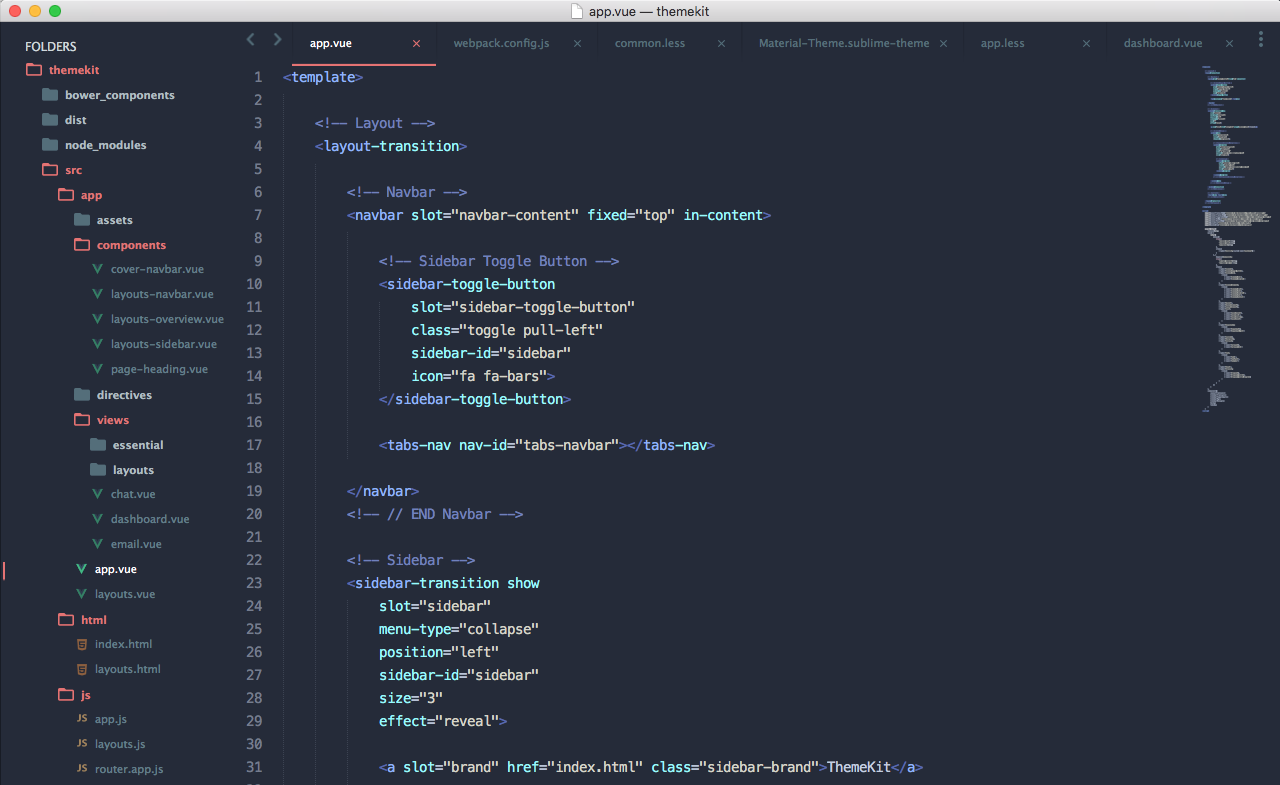 app.vue — themekit
FOLDERS
themekit
bower_components
dist
node_modules
src
app
assets
components
cover-navbar.vue
layouts-navbar.vue
layouts-overview.vue
layouts-sidebar.vue
page-heading.vue
directives
views
essential
layouts
chat.vue
dashboard.vue
email.vue
app.vue
layouts.vue
html
index.html
layouts.html
js
JS app.js
JS layouts.js
JS router.app.js
app.vue × webpack.config.js × common.less × Material-Theme.sublime-theme × app.less × dashboard.vue ×
1 <template>
2
3 <!-- Layout -->
4 <layout-transition>
5
6 <!-- Navbar -->
7 <navbar slot="navbar-content" fixed="top" in-content>
8
9 <!-- Sidebar Toggle Button -->
10 <sidebar-toggle-button
11 slot="sidebar-toggle-button"
12 class="toggle pull-left"
13 sidebar-id="sidebar"
14 icon="fa fa-bars">
15 </sidebar-toggle-button>
16
17 <tabs-nav nav-id="tabs-navbar"></tabs-nav>
18
19 </navbar>
20 <!-- // END Navbar -->
21
22 <!-- Sidebar -->
23 <sidebar-transition show
24 slot="sidebar"
25 menu-type="collapse"
26 position="left"
27 sidebar-id="sidebar"
28 size="3"
29 effect="reveal">
30
31 <a slot="brand" href="index.html" class="sidebar-brand">ThemeKit</a>